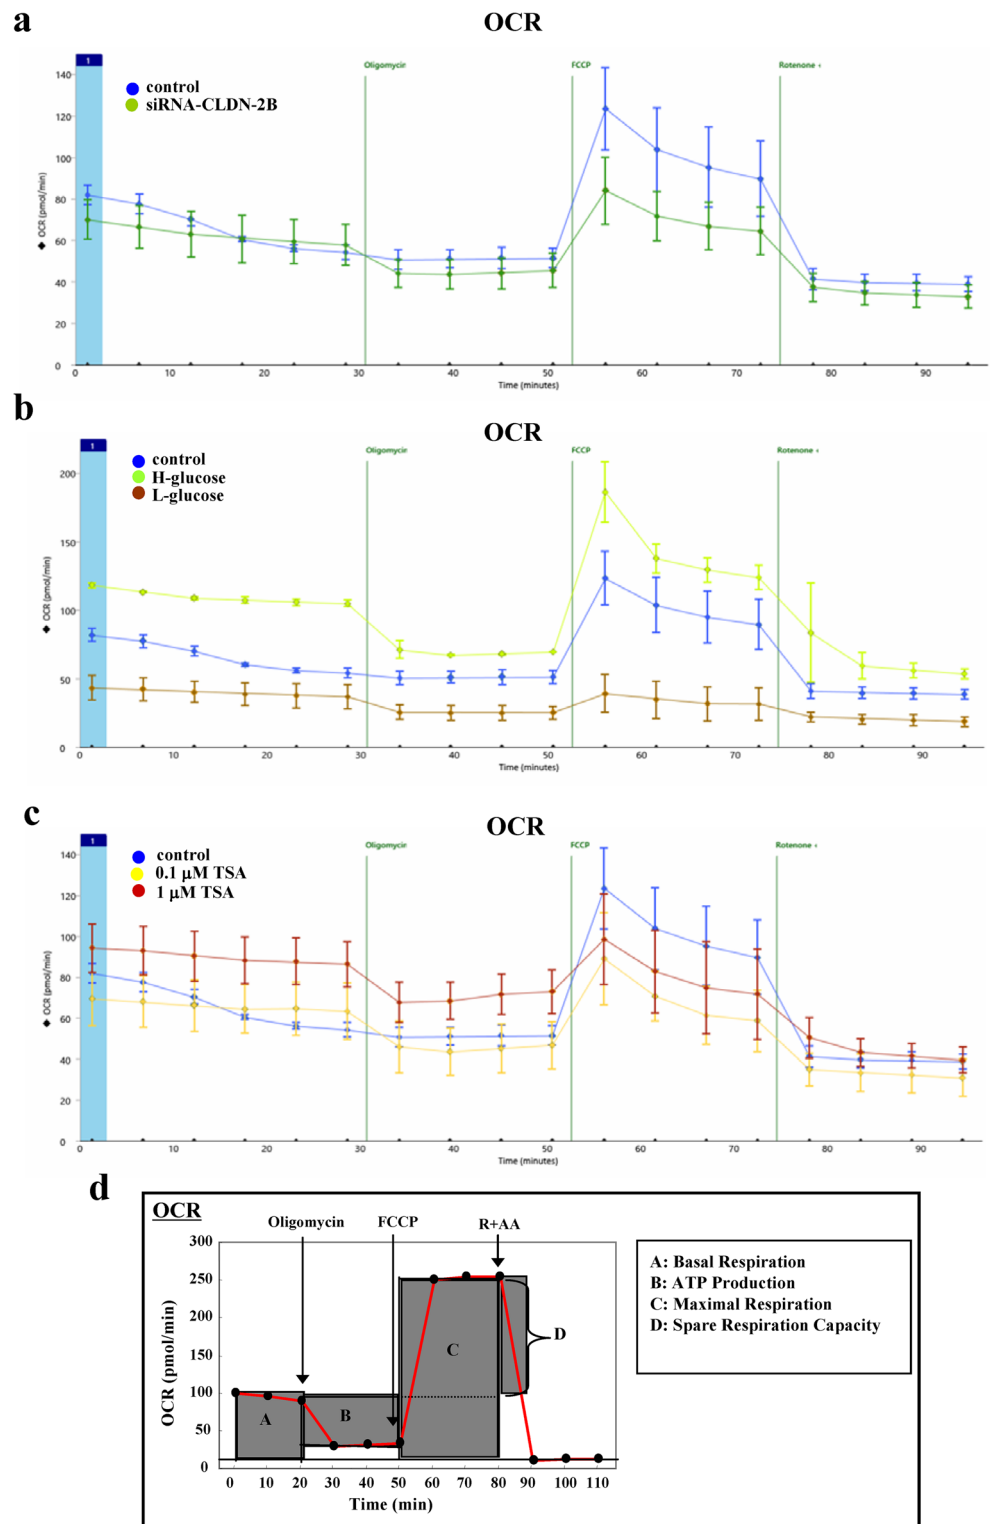 a
OCR
1
Oligomycin
FCCP
Rotenone +
control
siRNA-CLDN-2B
140
120
100
80
60
40
20
0
◆ OCR (pmol/min)
0 10 20 30 40 50 60 70 80 90
Time (minutes)
b
OCR
1
Oligomycin
FCCP
Rotenone +
control
H-glucose
L-glucose
200
150
100
50
0
◆ OCR (pmol/min)
0 10 20 30 40 50 60 70 80 90
Time (minutes)
c
OCR
1
Oligomycin
FCCP
Rotenone +
control
0.1 μM TSA
1 μM TSA
140
120
100
80
60
40
20
0
◆ OCR (pmol/min)
0 10 20 30 40 50 60 70 80 90
Time (minutes)
d
OCR
Oligomycin
FCCP
R+AA
300
250
200
150
100
50
0
OCR (pmol/min)
A
B
C
D
0 10 20 30 40 50 60 70 80 90 100 110
Time (min)
A: Basal Respiration
B: ATP Production
C: Maximal Respiration
D: Spare Respiration Capacity